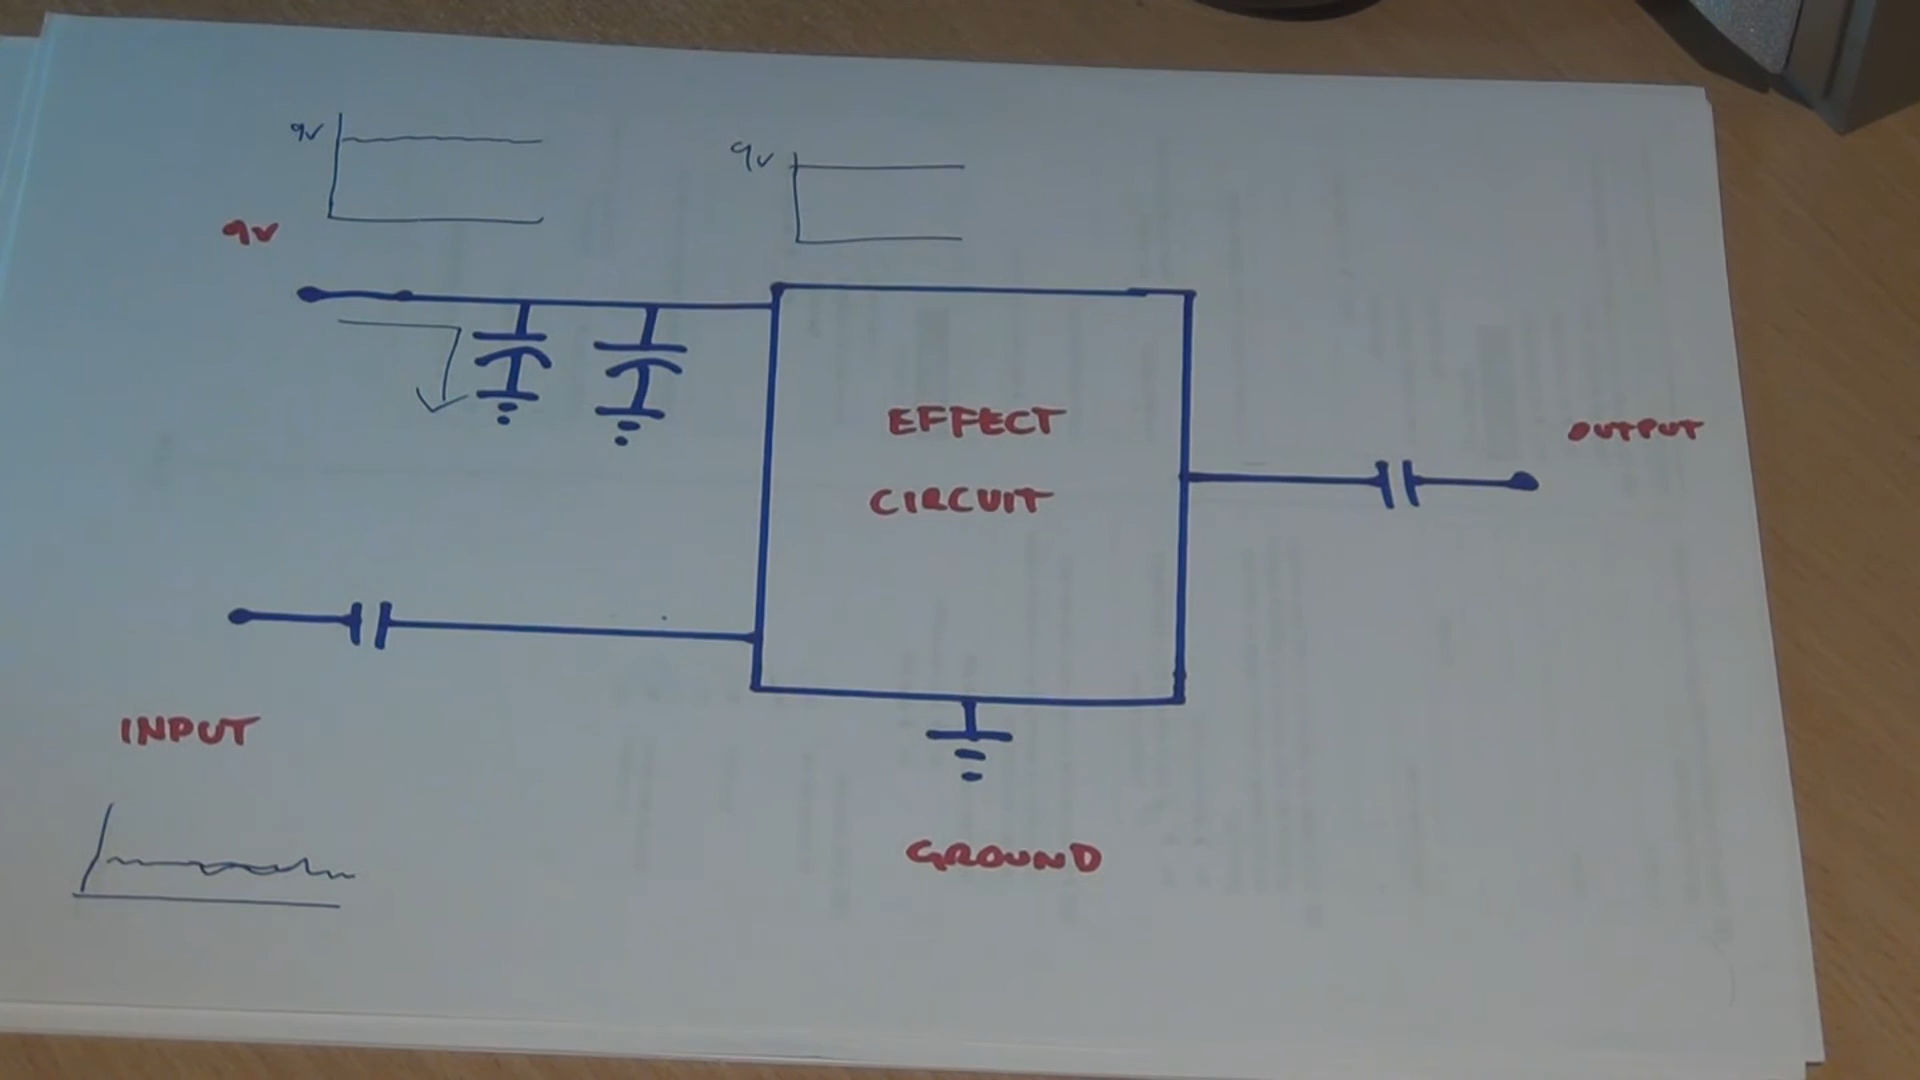 9v
9v
9v
EFFECT
CIRCUIT
OUTPUT
INPUT
GROUND